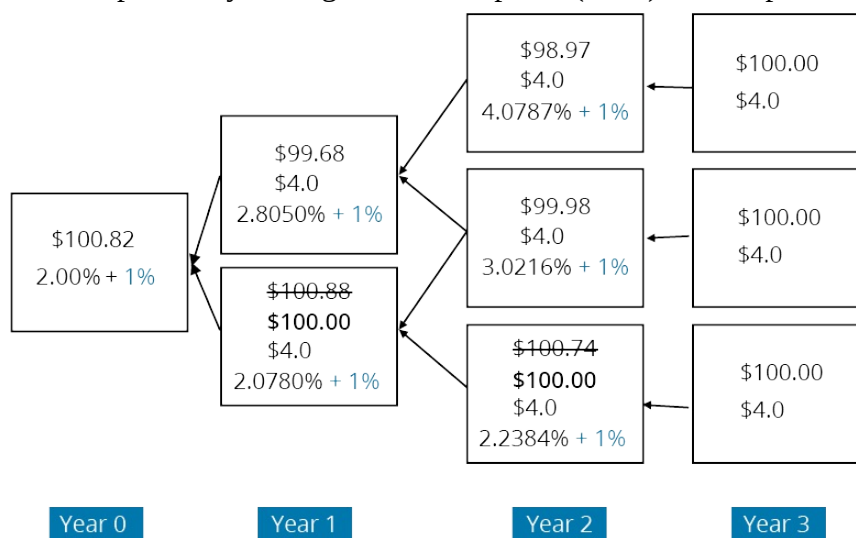 $100.82
2.00% + 1%
$99.68
$4.0
2.8050% + 1%
$100.88
$100.00
$4.0
2.0780% + 1%
$98.97
$4.0
4.0787% + 1%
$99.98
$4.0
3.0216% + 1%
$100.74
$100.00
$4.0
2.2384% + 1%
$100.00
$4.0
$100.00
$4.0
$100.00
$4.0
Year 0
Year 1
Year 2
Year 3